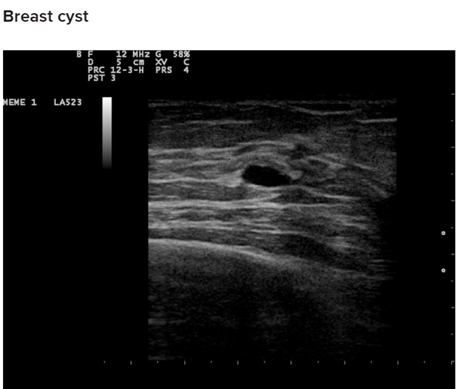 Breast cyst
B F 12 MHz G 58%
D 5 cm XV C
PRC 12-3-H PRS 4
PST 3
MEME 1 LA523